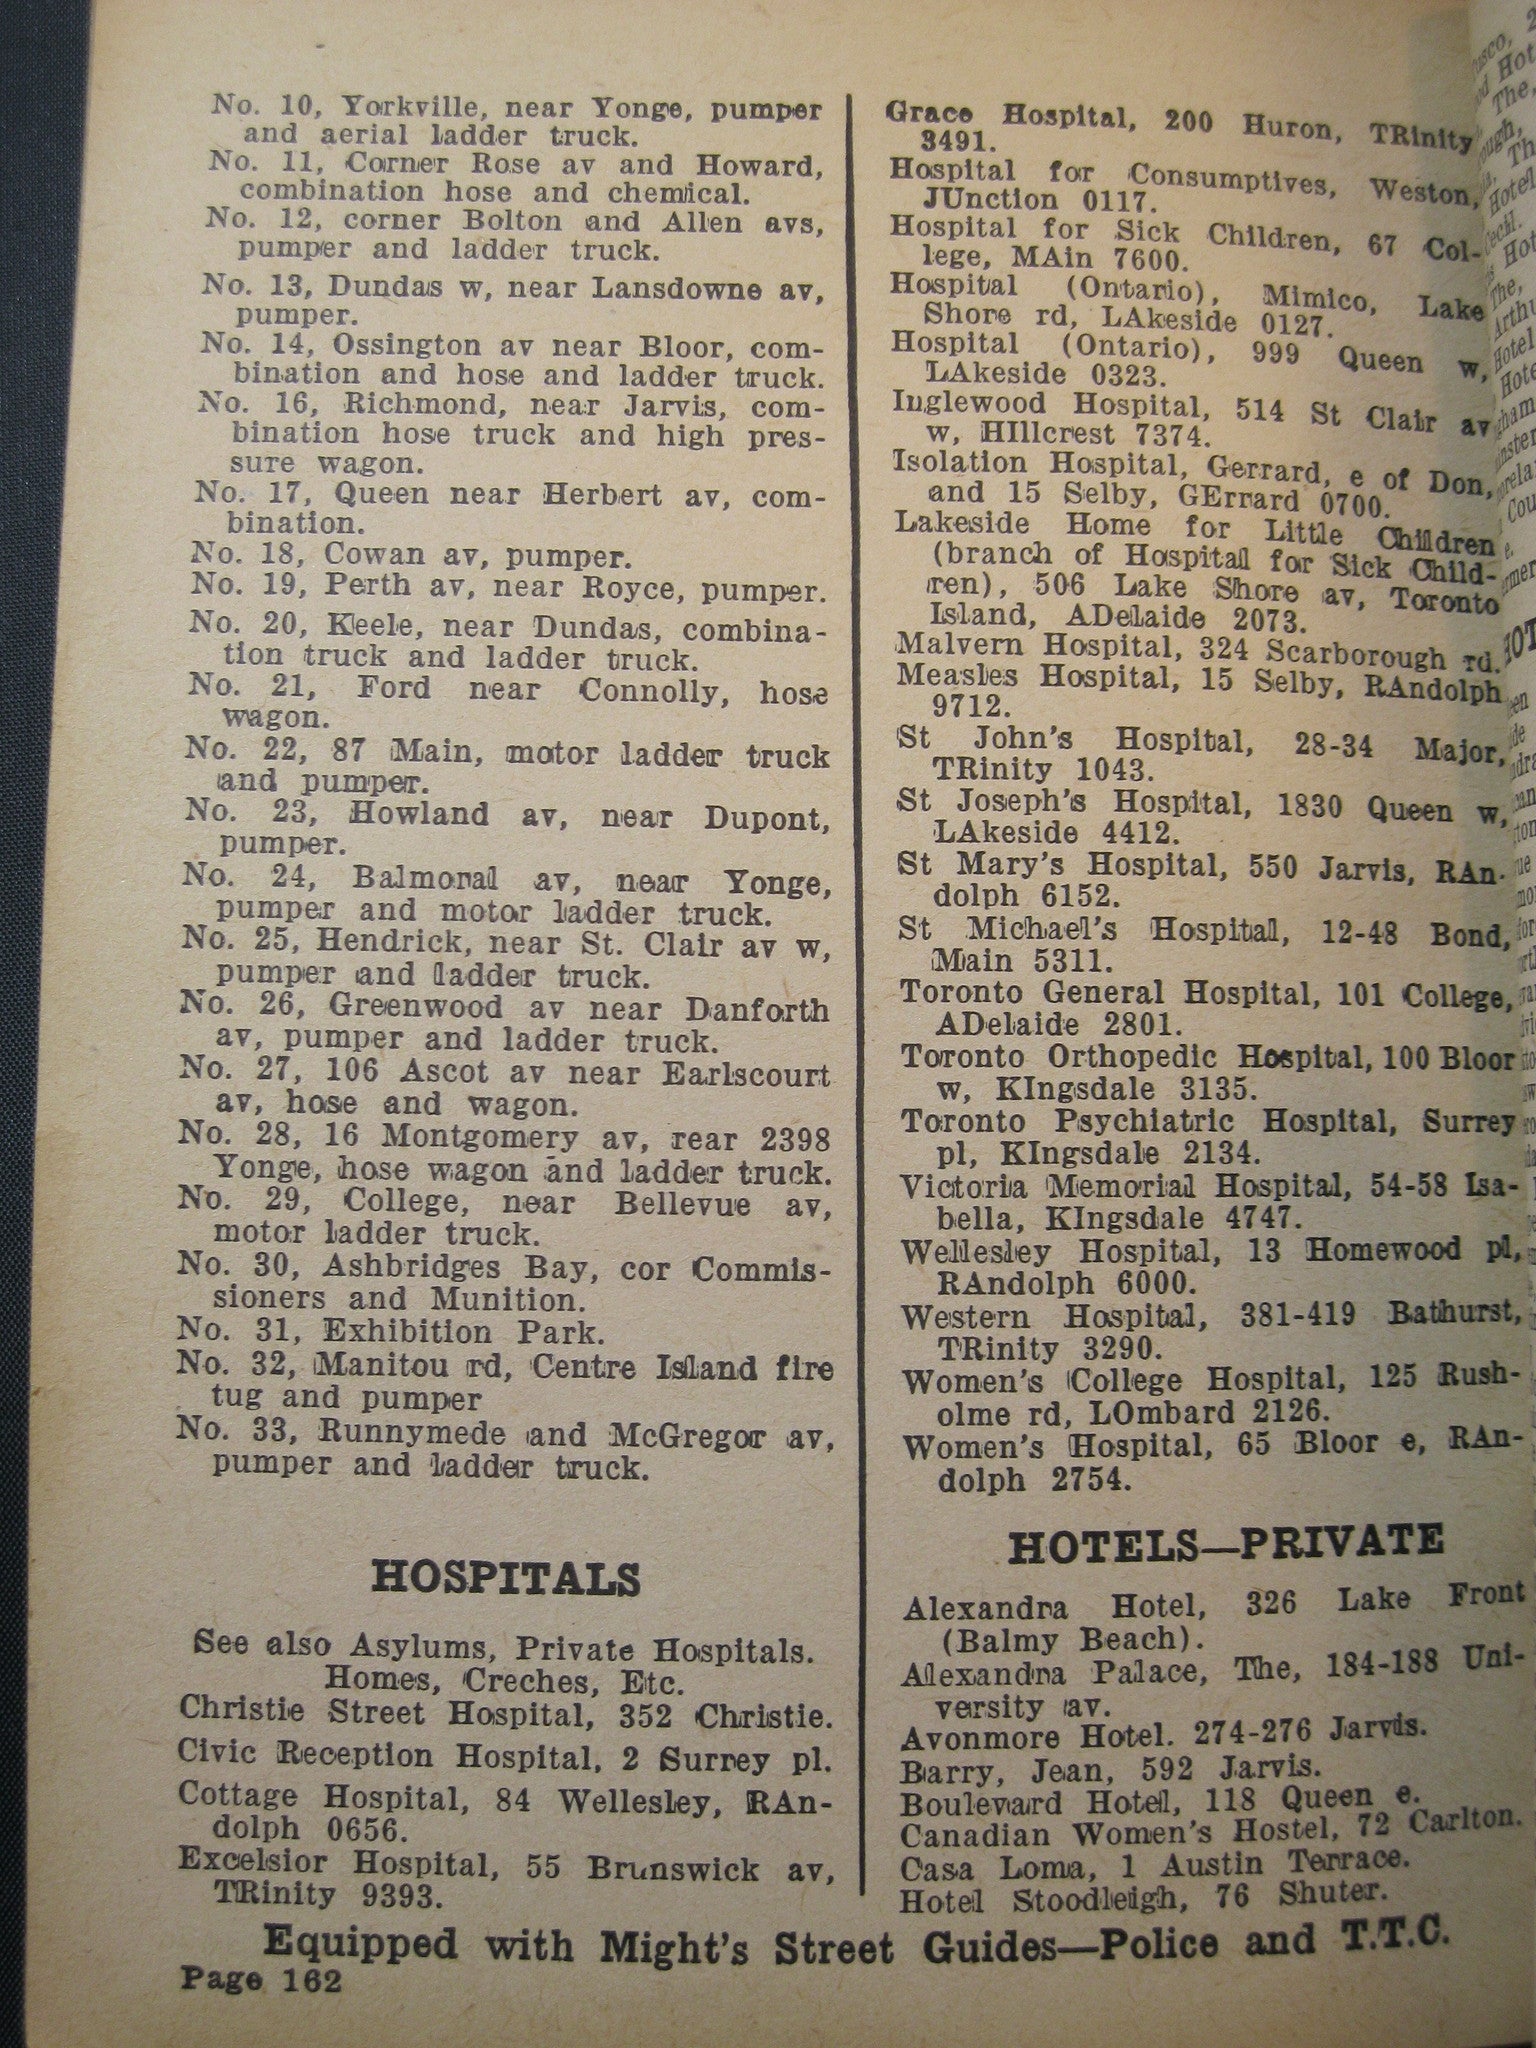 No. 10, Yorkville, near Yonge, pumper
and aerial ladder truck.
No. 11, Corner Rose av and Howard,
combination hose and chemical.
No. 12, corner Bolton and Allen avs,
pumper and ladder truck.
No. 13, Dundas w, near Lansdowne av,
pumper.
No. 14, Ossington av near Bloor, com-
bination and hose and ladder truck.
No. 16, Richmond, near Jarvis, com-
bination hose truck and high pres-
sure wagon.
No. 17, Queen near Herbert av, com-
bination.
No. 18, Cowan av, pumper.
No. 19, Perth av, near Royce, pumper.
No. 20, Keele, near Dundas, combina-
tion truck and ladder truck.
No. 21, Ford near Connolly, hose
wagon.
No. 22, 87 Main, motor ladder truck
and pumper.
No. 23, Howland av, near Dupont,
pumper.
No. 24, Balmoral av, near Yonge,
pumper and motor ladder truck.
No. 25, Hendrick, near St. Clair av w,
pumper and ladder truck.
No. 26, Greenwood av near Danforth
av, pumper and ladder truck.
No. 27, 106 Ascot av near Earlscourt
av, hose and wagon.
No. 28, 16 Montgomery av, rear 2398
Yonge, hose wagon and ladder truck.
No. 29, College, near Bellevue av,
motor ladder truck.
No. 30, Ashbridges Bay, cor Commis-
sioners and Munition.
No. 31, Exhibition Park.
No. 32, Manitou rd, Centre Island fire
tug and pumper
No. 33, Runnymede and McGregor av,
pumper and ladder truck.
HOSPITALS
See also Asylums, Private Hospitals.
Homes, Creches, Etc.
Christie Street Hospital, 352 Christie.
Civic Reception Hospital, 2 Surrey pl.
Cottage Hospital, 84 Wellesley, RAn-
dolph 0656.
Excelsior Hospital, 55 Brunswick av,
TRinity 9393.
Grace Hospital, 200 Huron, TRinity
3491.
Hospital for Consumptives, Weston,
JUnction 0117.
Hospital for Sick Children, 67 Col-
lege, MAin 7600.
Hospital (Ontario), Mimico, Lake
Shore rd, LAkeside 0127.
Hospital (Ontario), 999 Queen w,
LAkeside 0323.
Inglewood Hospital, 514 St Clair av
w, HIllcrest 7374.
Isolation Hospital, Gerrard, e of Don,
and 15 Selby, GErrard 0700.
Lakeside Home for Little Children
(branch of Hospital for Sick Child-
ren), 506 Lake Shore av, Toronto
Island, ADelaide 2073.
Malvern Hospital, 324 Scarborough rd.
Measles Hospital, 15 Selby, RAndolph
9712.
St John's Hospital, 28-34 Major,
TRinity 1043.
St Joseph's Hospital, 1830 Queen w,
LAkeside 4412.
St Mary's Hospital, 550 Jarvis, RAn-
dolph 6152.
St Michael's Hospital, 12-48 Bond,
Main 5311.
Toronto General Hospital, 101 College,
ADelaide 2801.
Toronto Orthopedic Hospital, 100 Bloor
w, KIngsdale 3135.
Toronto Psychiatric Hospital, Surrey
pl, KIngsdale 2134.
Victoria Memorial Hospital, 54-58 Isa-
bella, KIngsdale 4747.
Wellesley Hospital, 13 Homewood pl,
RAndolph 6000.
Western Hospital, 381-419 Bathurst,
TRinity 3290.
Women's College Hospital, 125 Rush-
olme rd, LOmbard 2126.
Women's Hospital, 65 Bloor e, RAn-
dolph 2754.
HOTELS—PRIVATE
Alexandra Hotel, 326 Lake Front
(Balmy Beach).
Alexandra Palace, The, 184-188 Uni-
versity av.
Avonmore Hotel. 274-276 Jarvis.
Barry, Jean, 592 Jarvis.
Boulevard Hotel, 118 Queen e.
Canadian Women's Hostel, 72 Carlton.
Casa Loma, 1 Austin Terrace.
Hotel Stoodleigh, 76 Shuter.
Equipped with Might's Street Guides—Police and T.T.C.
Page 162